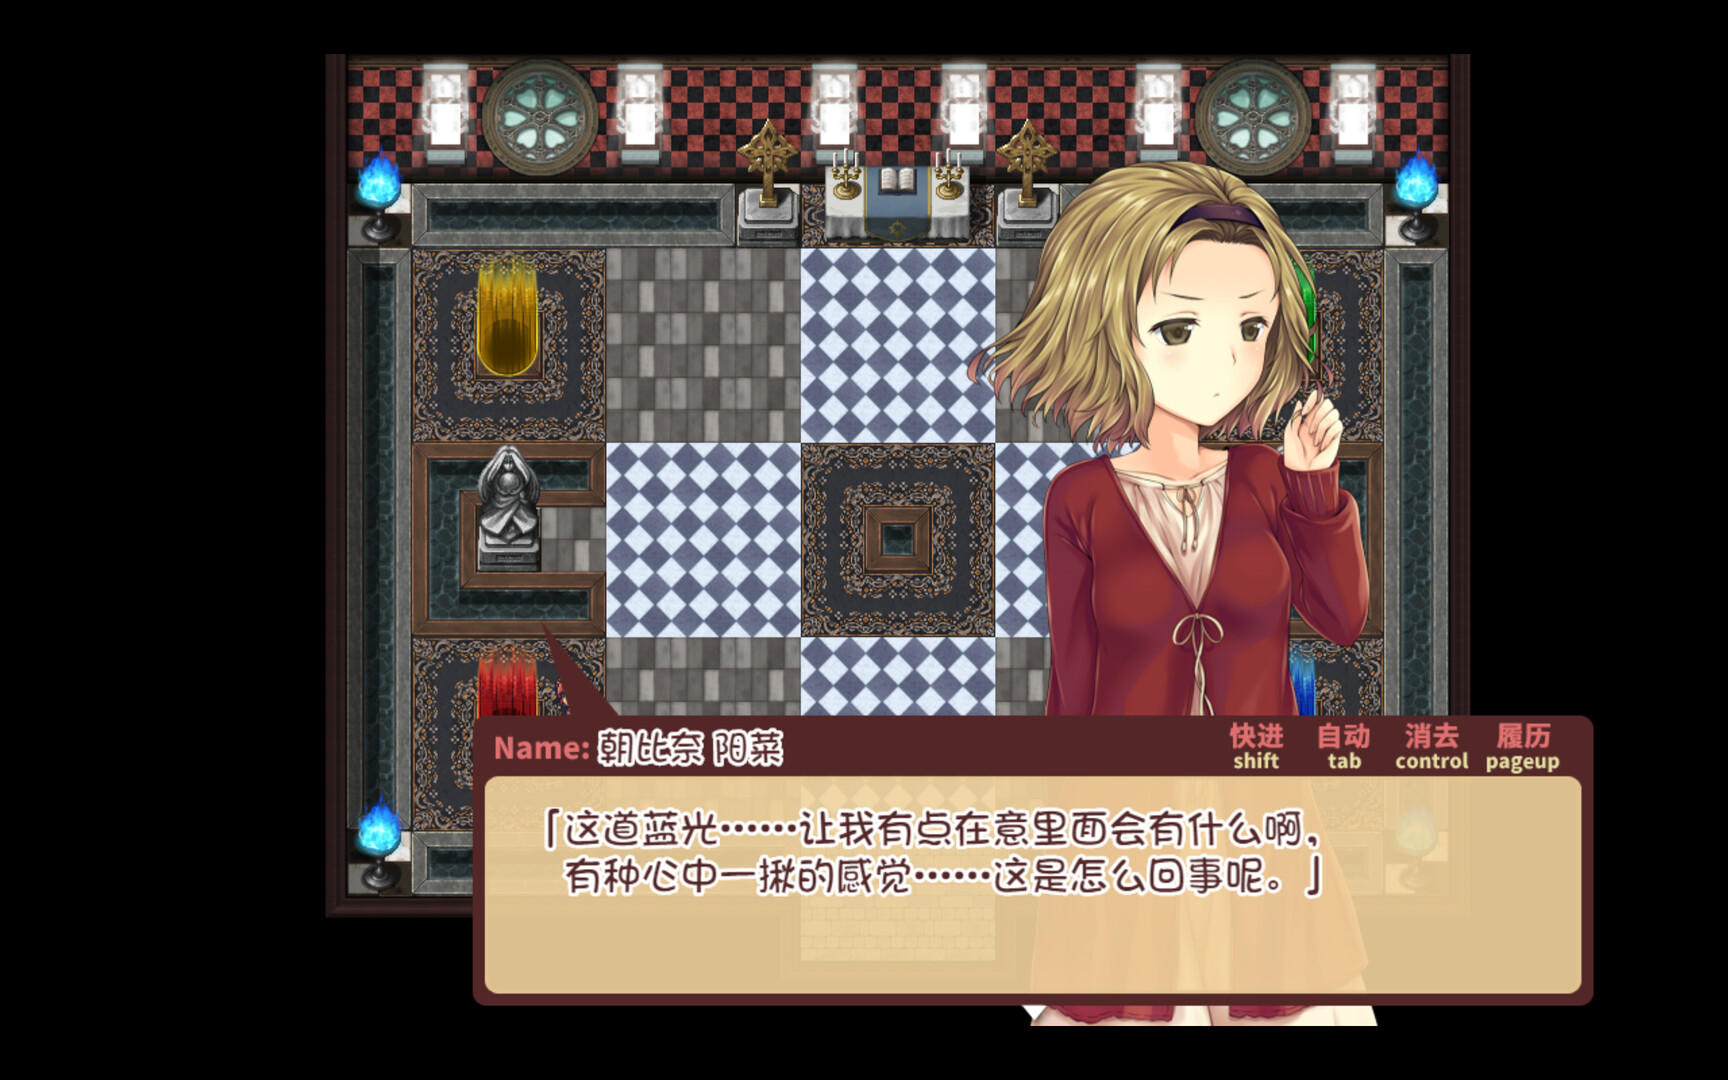 Name: 朝比奈 阳菜
快进 自动 消去 履历
shift tab control pageup
「这道蓝光……让我有点在意里面会有什么啊，
有种心中一揪的感觉……这是怎么回事呢。」